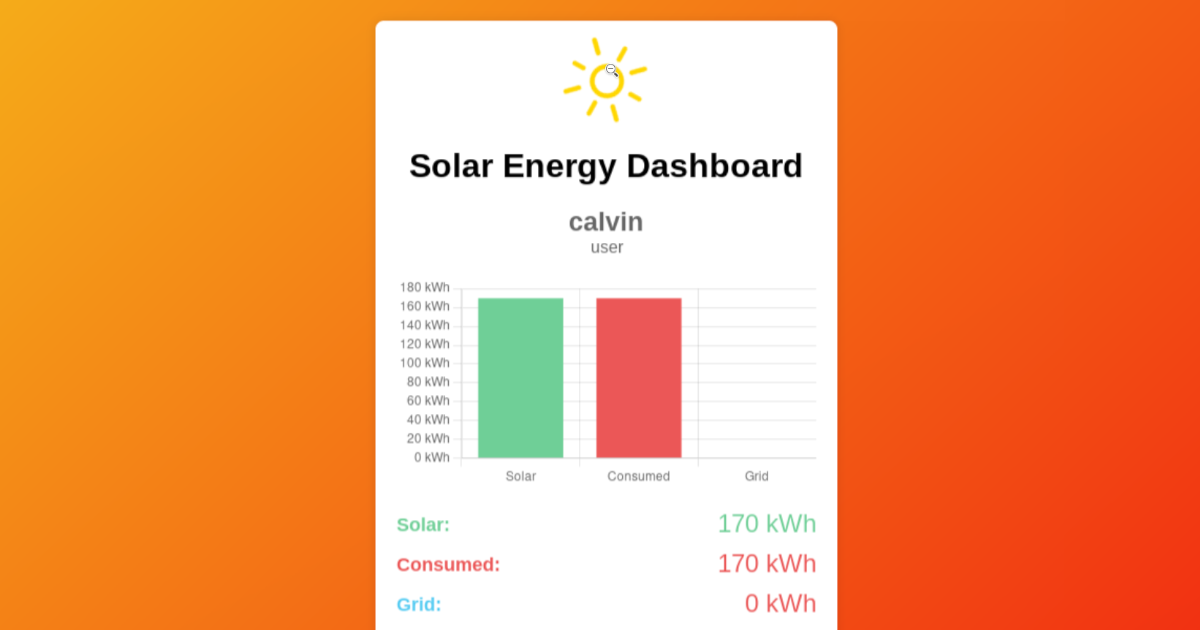 Solar Energy Dashboard
calvin
user
180 kWh
160 kWh
140 kWh
120 kWh
100 kWh
80 kWh
60 kWh
40 kWh
20 kWh
0 kWh
Solar Consumed Grid
Solar: 170 kWh
Consumed: 170 kWh
Grid: 0 kWh